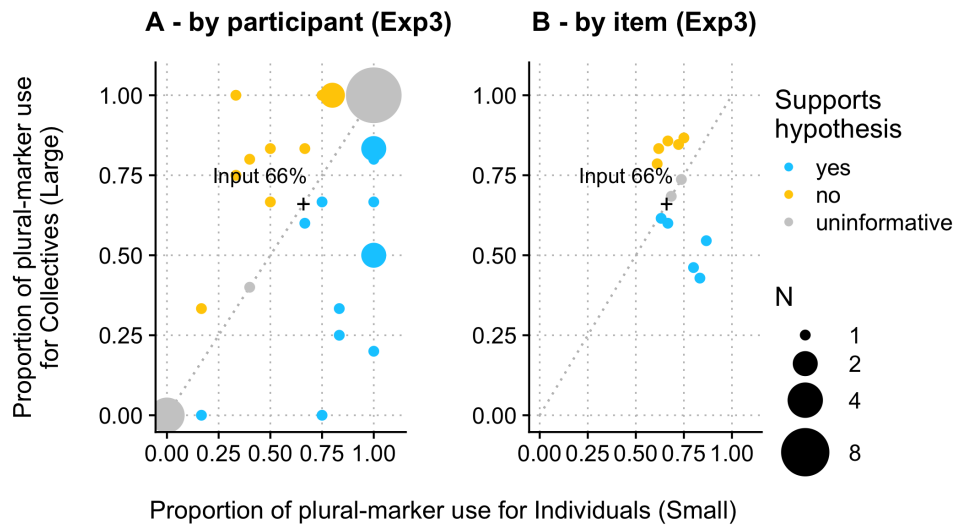 A - by participant (Exp3)
B - by item (Exp3)
Proportion of plural-marker use
for Collectives (Large)
1.00
0.75
0.50
0.25
0.00
Input 66%
0.00 0.25 0.50 0.75 1.00
1.00
0.75
0.50
0.25
0.00
Input 66%
0.00 0.25 0.50 0.75 1.00
Proportion of plural-marker use for Individuals (Small)
Supports
hypothesis
yes
no
uninformative
N
1
2
4
8